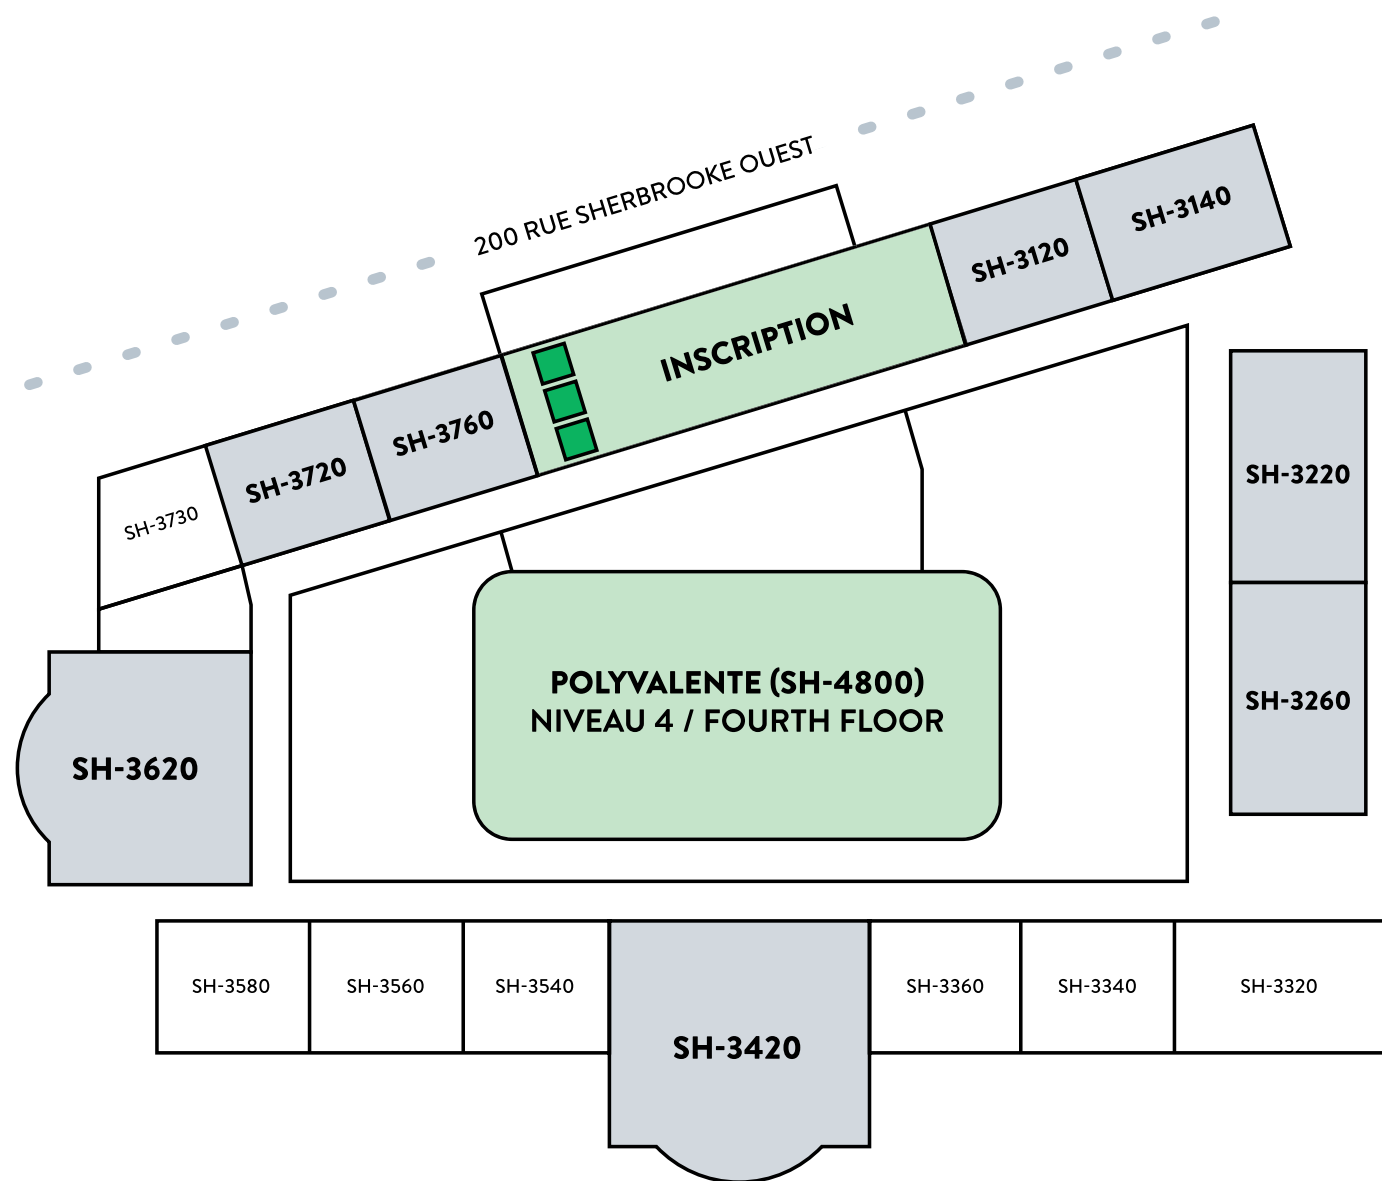 200 RUE SHERBROOKE OUEST
SH-3140
SH-3120
INSCRIPTION
SH-3760
SH-3720
SH-3730
SH-3220
SH-3260
POLYVALENTE (SH-4800)
NIVEAU 4 / FOURTH FLOOR
SH-3620
SH-3580
SH-3560
SH-3540
SH-3420
SH-3360
SH-3340
SH-3320